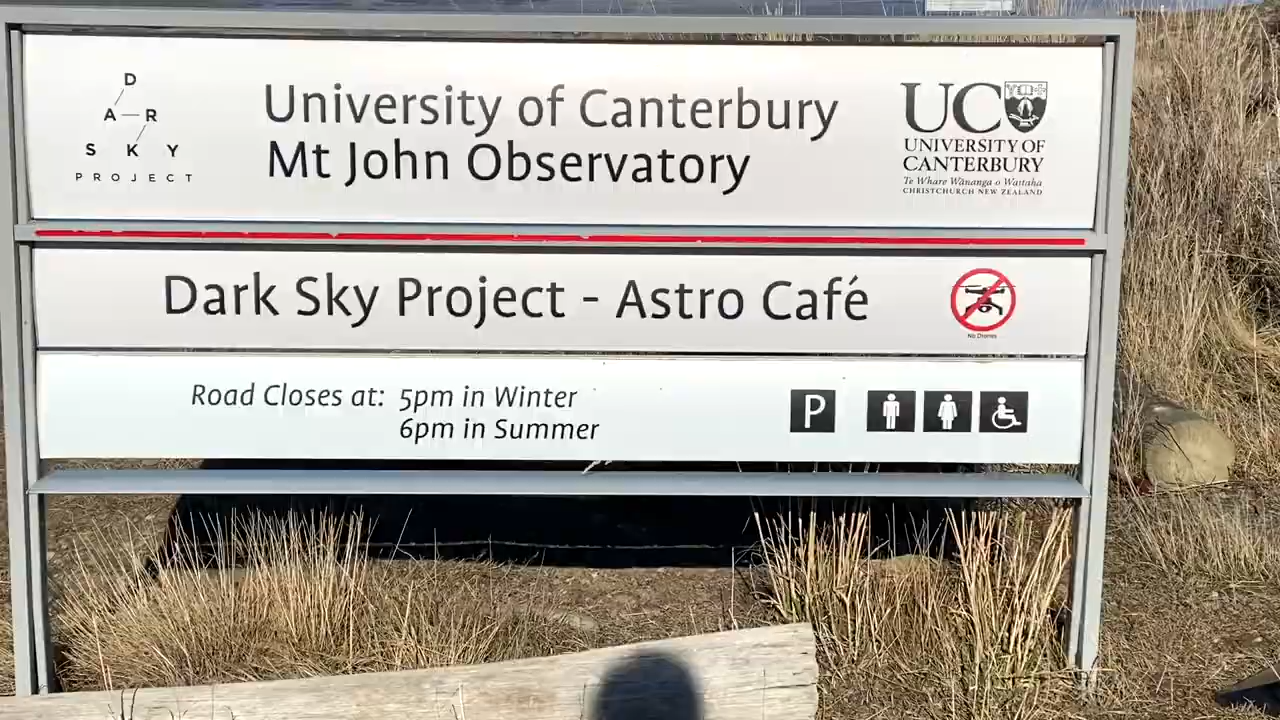 D
A R
S K Y
PROJECT
University of Canterbury
Mt John Observatory
UC
UNIVERSITY OF
CANTERBURY
Te Whare Wānanga o Waitaha
CHRISTCHURCH NEW ZEALAND
Dark Sky Project - Astro Café
No Drones
Road Closes at: 5pm in Winter
6pm in Summer
P